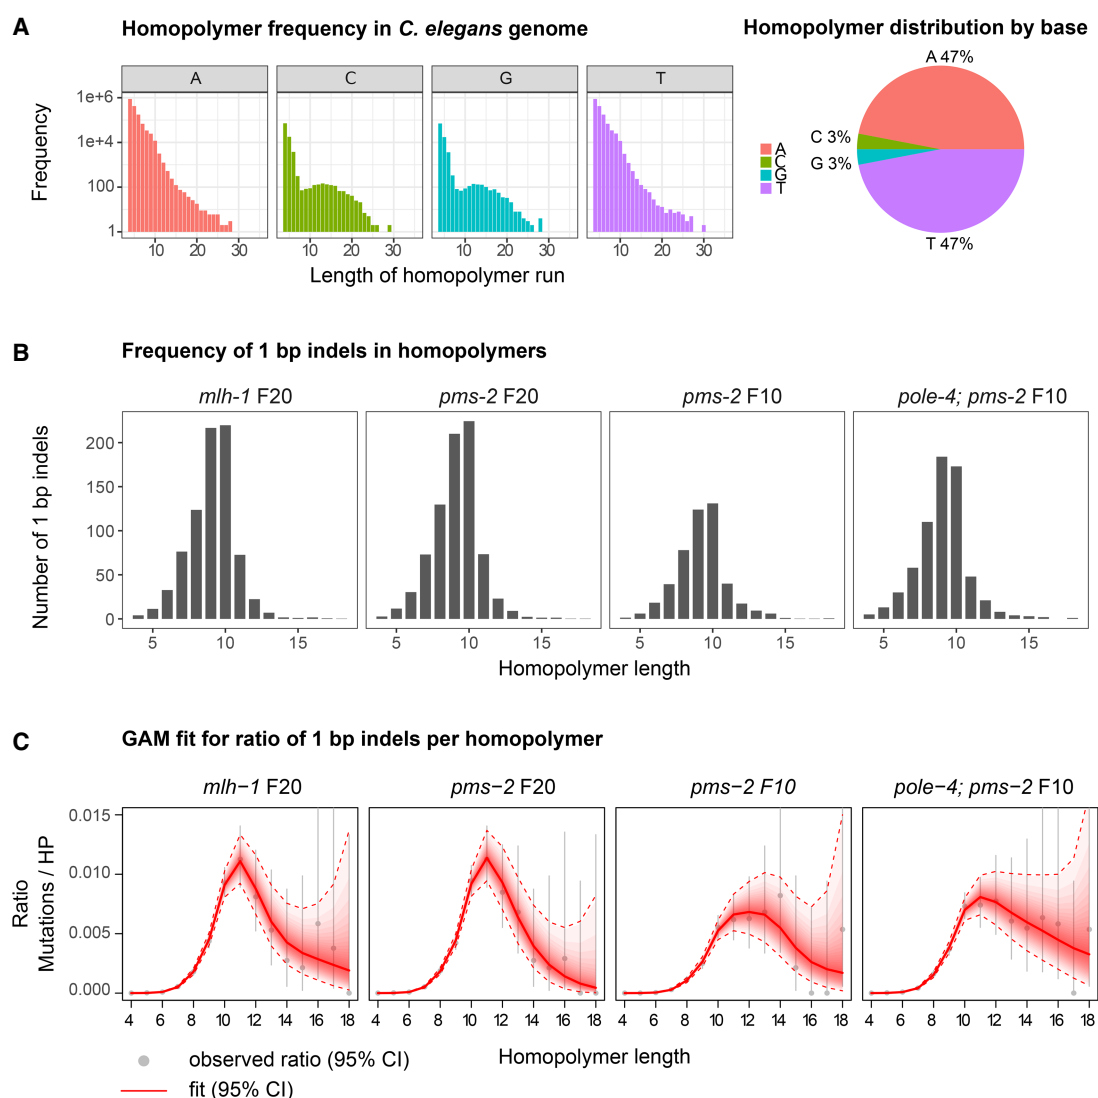 A
Homopolymer frequency in C. elegans genome
Homopolymer distribution by base
A C G T
Frequency
1e+6
1e+4
100
1
10 20 30 10 20 30 10 20 30 10 20 30
Length of homopolymer run
A
C
G
T
A 47%
C 3%
G 3%
T 47%
B
Frequency of 1 bp indels in homopolymers
mlh-1 F20 pms-2 F20 pms-2 F10 pole-4; pms-2 F10
Number of 1 bp indels
200
150
100
50
0
5 10 15 5 10 15 5 10 15 5 10 15
Homopolymer length
C
GAM fit for ratio of 1 bp indels per homopolymer
mlh−1 F20 pms−2 F20 pms−2 F10 pole−4; pms−2 F10
Ratio
Mutations / HP
0.015
0.010
0.005
0.000
4 6 8 10 12 14 16 18 4 6 8 10 12 14 16 18 4 6 8 10 12 14 16 18 4 6 8 10 12 14 16 18
Homopolymer length
observed ratio (95% CI)
fit (95% CI)